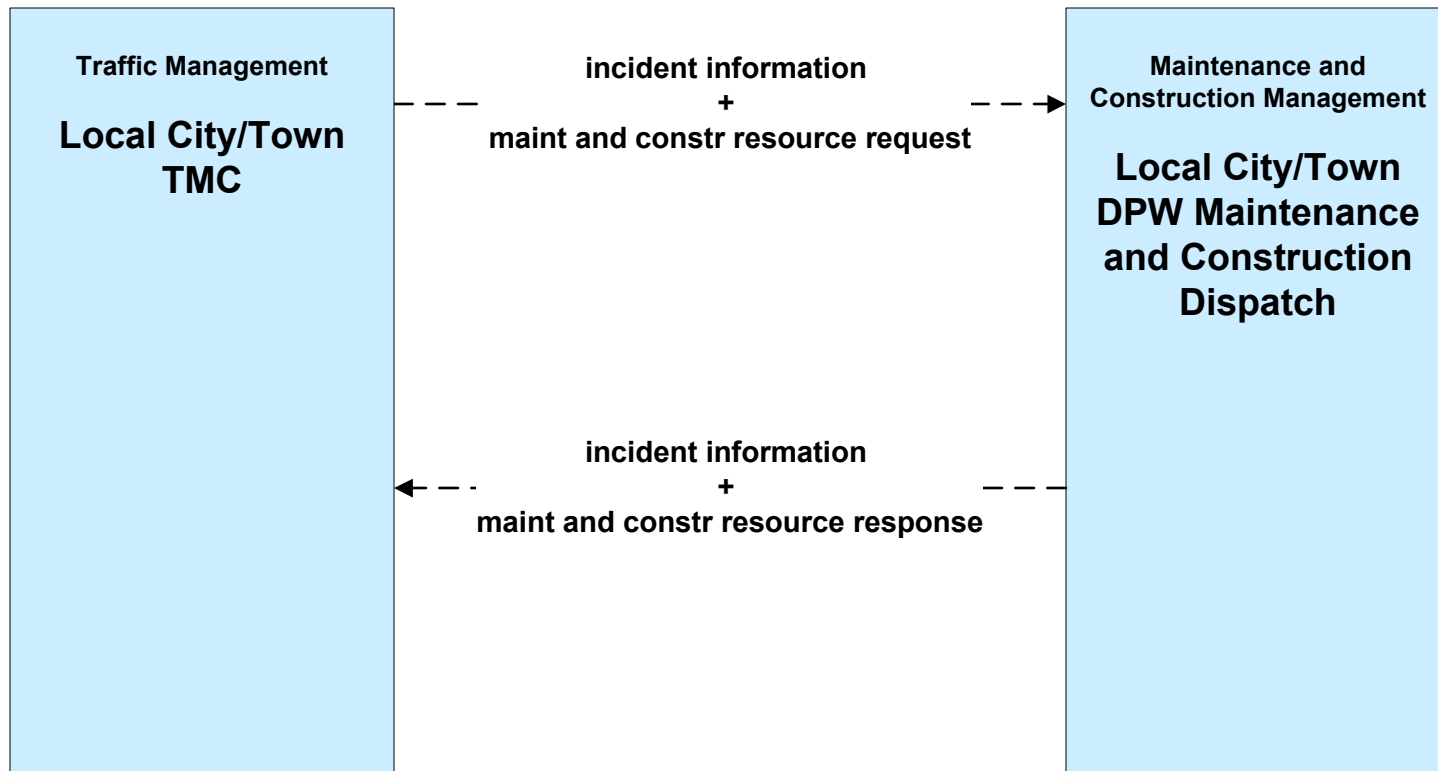 Traffic Management
Local City/Town
TMC
incident information
+
maint and constr resource request
Maintenance and
Construction Management
Local City/Town
DPW Maintenance
and Construction
Dispatch
incident information
+
maint and constr resource response